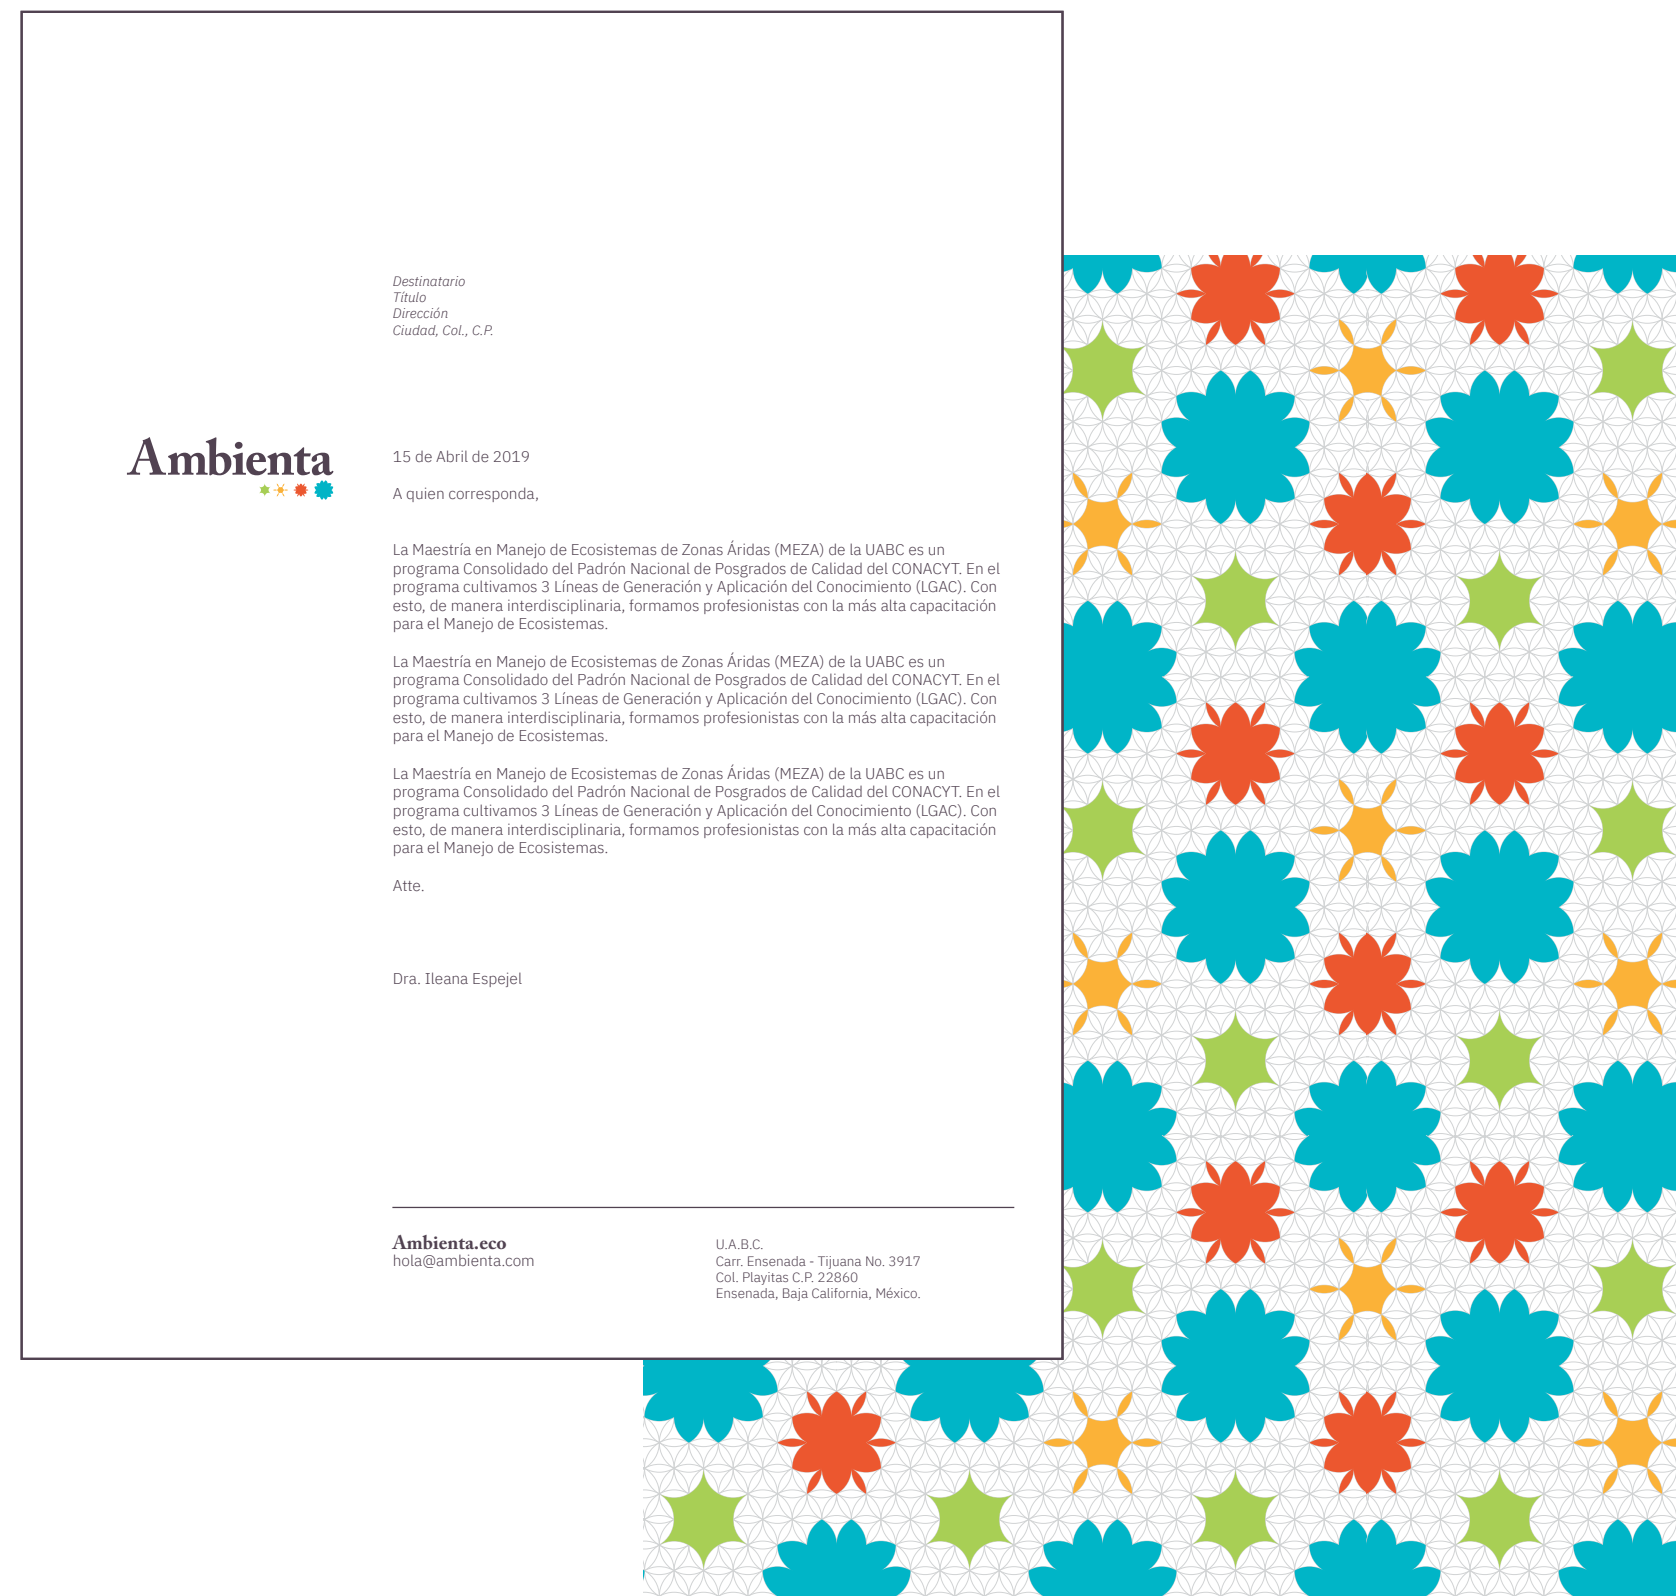 Destinatario
Título
Dirección
Ciudad, Col., C.P.
Ambienta
15 de Abril de 2019
A quien corresponda,
La Maestría en Manejo de Ecosistemas de Zonas Áridas (MEZA) de la UABC es un
programa Consolidado del Padrón Nacional de Posgrados de Calidad del CONACYT. En el
programa cultivamos 3 Líneas de Generación y Aplicación del Conocimiento (LGAC). Con
esto, de manera interdisciplinaria, formamos profesionistas con la más alta capacitación
para el Manejo de Ecosistemas.
La Maestría en Manejo de Ecosistemas de Zonas Áridas (MEZA) de la UABC es un
programa Consolidado del Padrón Nacional de Posgrados de Calidad del CONACYT. En el
programa cultivamos 3 Líneas de Generación y Aplicación del Conocimiento (LGAC). Con
esto, de manera interdisciplinaria, formamos profesionistas con la más alta capacitación
para el Manejo de Ecosistemas.
La Maestría en Manejo de Ecosistemas de Zonas Áridas (MEZA) de la UABC es un
programa Consolidado del Padrón Nacional de Posgrados de Calidad del CONACYT. En el
programa cultivamos 3 Líneas de Generación y Aplicación del Conocimiento (LGAC). Con
esto, de manera interdisciplinaria, formamos profesionistas con la más alta capacitación
para el Manejo de Ecosistemas.
Atte.
Dra. Ileana Espejel
Ambienta.eco
hola@ambienta.com
U.A.B.C.
Carr. Ensenada - Tijuana No. 3917
Col. Playitas C.P. 22860
Ensenada, Baja California, México.